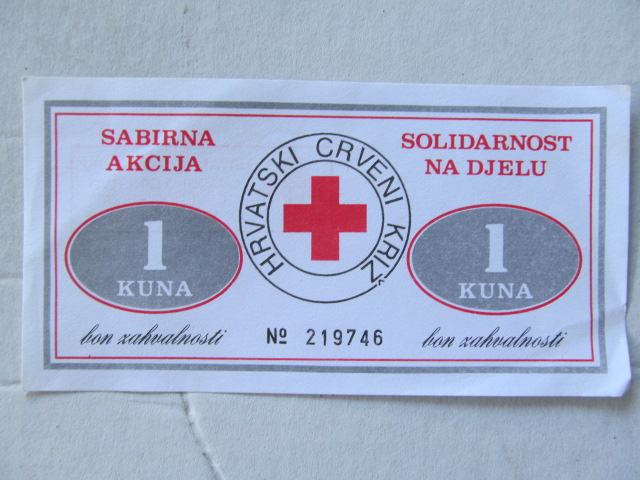 SABIRNA
AKCIJA
1
KUNA
bon zahvalnosti
HRVATSKI CRVENI KRIŽ
Nº 219746
SOLIDARNOST
NA DJELU
1
KUNA
bon zahvalnosti